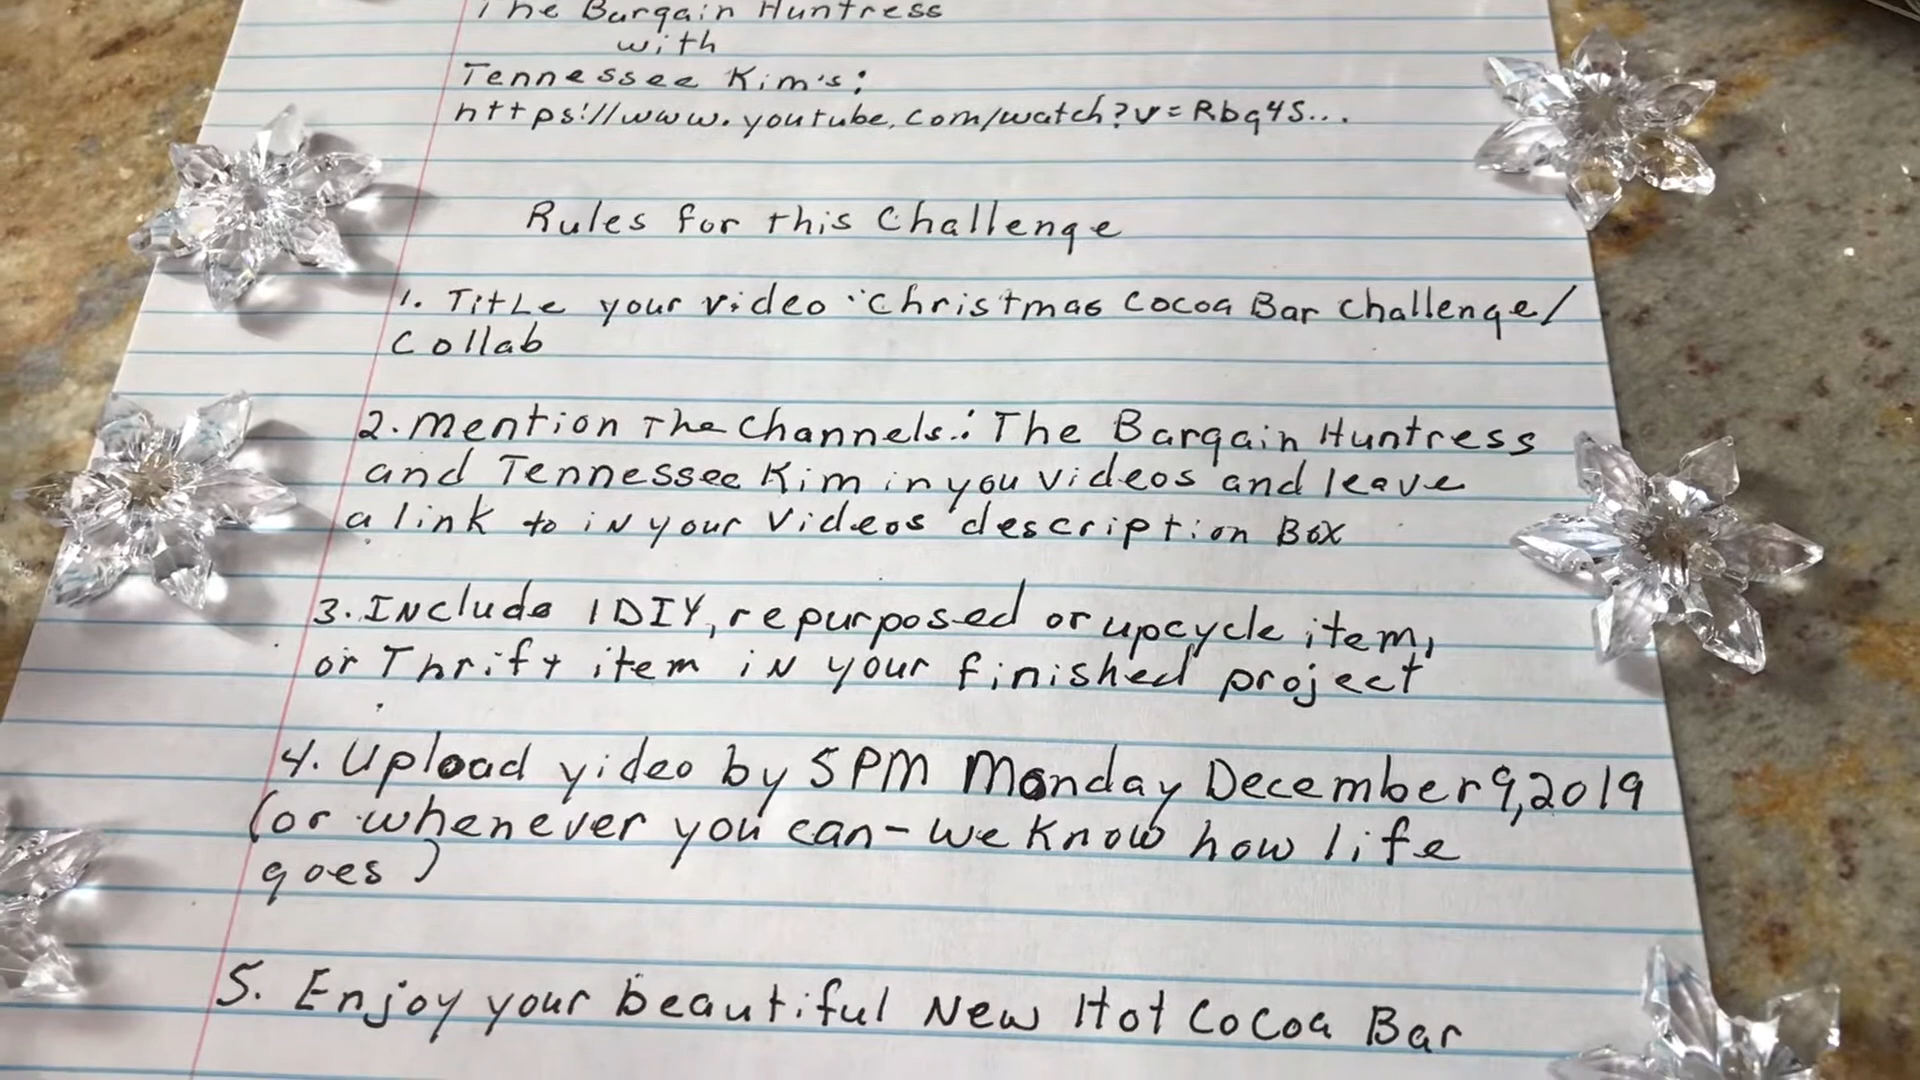 The Bargain Huntress
with
Tennessee Kim's:
https://www.youtube.com/watch?v=Rbq4S...
Rules for this Challenge
1. Title your video "Christmas Cocoa Bar Challenge/
Collab
2. Mention The Channels: The Bargain Huntress
and Tennessee Kim in you videos and leave
a link to in your Videos description Box
3. Include 1 DIY, repurposed or upcycle item,
or Thrift item in your finished project
4. Upload video by 5PM Monday December 9, 2019
(or whenever you can - we know how life
goes)
5. Enjoy your beautiful New Hot Cocoa Bar